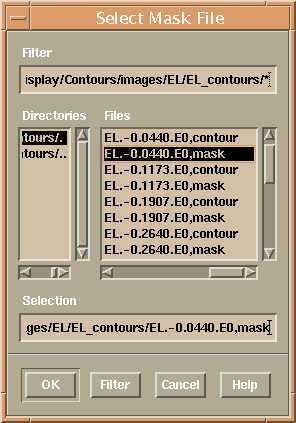 Select Mask File
Filter
isplay/Contours/images/EL/EL_contours/*
Directories
Files
tours/.
tours/..
EL.-0.0440.E0,contour
EL.-0.0440.E0,mask
EL.-0.1173.E0,contour
EL.-0.1173.E0,mask
EL.-0.1907.E0,contour
EL.-0.1907.E0,mask
EL.-0.2640.E0,contour
EL.-0.2640.E0,mask
Selection
ges/EL/EL_contours/EL.-0.0440.E0,mask
OK
Filter
Cancel
Help